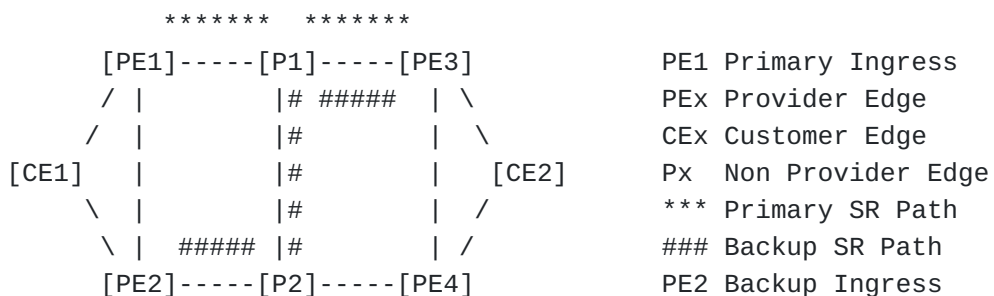 *******  *******
      [PE1]-----[P1]-----[PE3]            PE1 Primary Ingress
      / |        |# #####  | \            PEx Provider Edge
     /  |        |#        |  \           CEx Customer Edge
[CE1]   |        |#        |   [CE2]      Px  Non Provider Edge
     \  |        |#        |  /           *** Primary SR Path
      \ |  ##### |#        | /            ### Backup SR Path
      [PE2]-----[P2]-----[PE4]            PE2 Backup Ingress